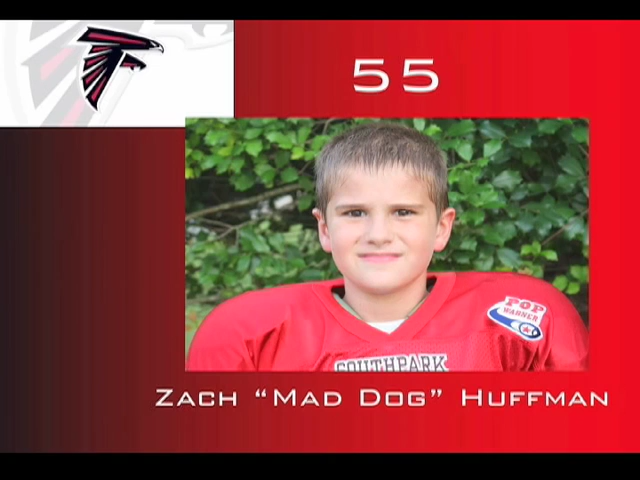 55
POP
WARNER
SOUTHPARK
Zach “Mad Dog” Huffman